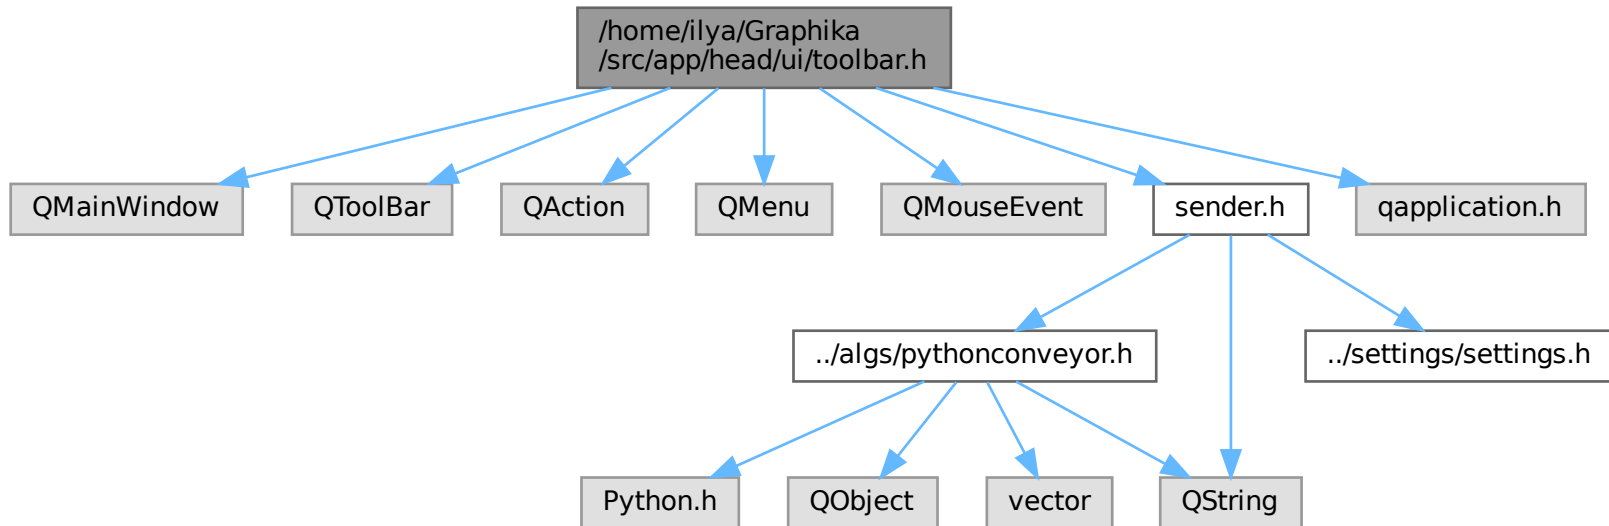 /home/ilya/Graphika
/src/app/head/ui/toolbar.h
QMainWindow
QToolBar
QAction
QMenu
QMouseEvent
sender.h
qapplication.h
../algs/pythonconveyor.h
../settings/settings.h
Python.h
QObject
vector
QString